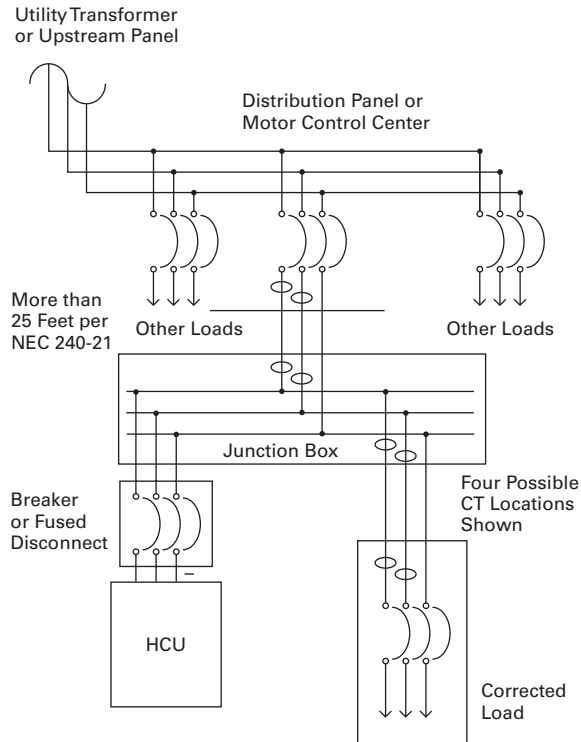 Utility Transformer
or Upstream Panel
Distribution Panel or
Motor Control Center
More than
25 Feet per
NEC 240-21
Other Loads
Other Loads
Junction Box
Four Possible
CT Locations
Shown
Breaker
or Fused
Disconnect
HCU
Corrected
Load